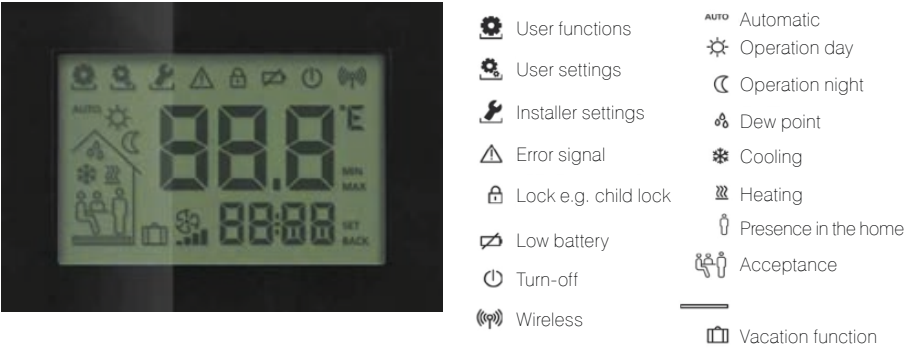 AUTO
88.8 °E
MIN
MAX
88:88 SET
BACK
User functions
User settings
Installer settings
Error signal
Lock e.g. child lock
Low battery
Turn-off
Wireless
AUTO Automatic
Operation day
Operation night
Dew point
Cooling
Heating
Presence in the home
Acceptance
Vacation function